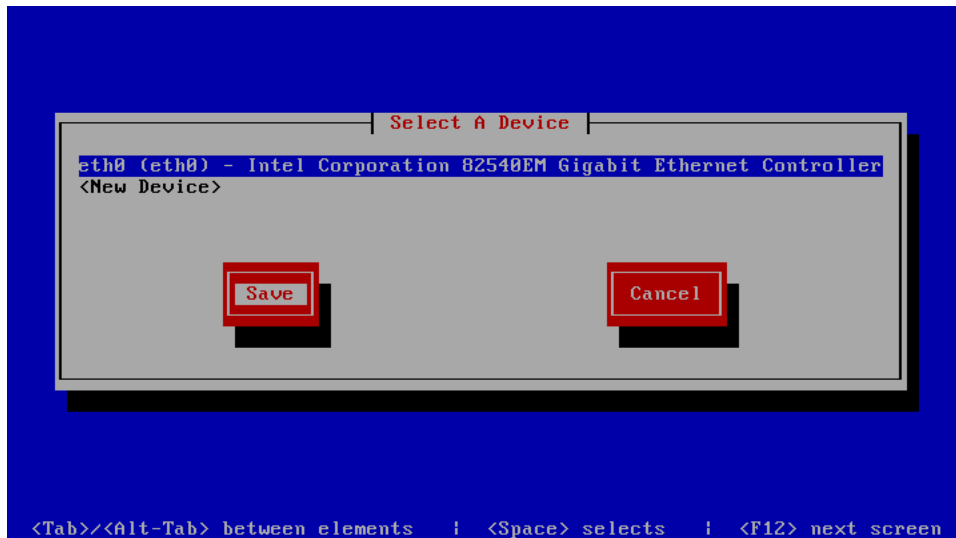 Select A Device
eth0 (eth0) - Intel Corporation 82540EM Gigabit Ethernet Controller
<New Device>
Save Cancel
<Tab>/<Alt-Tab> between elements | <Space> selects | <F12> next screen